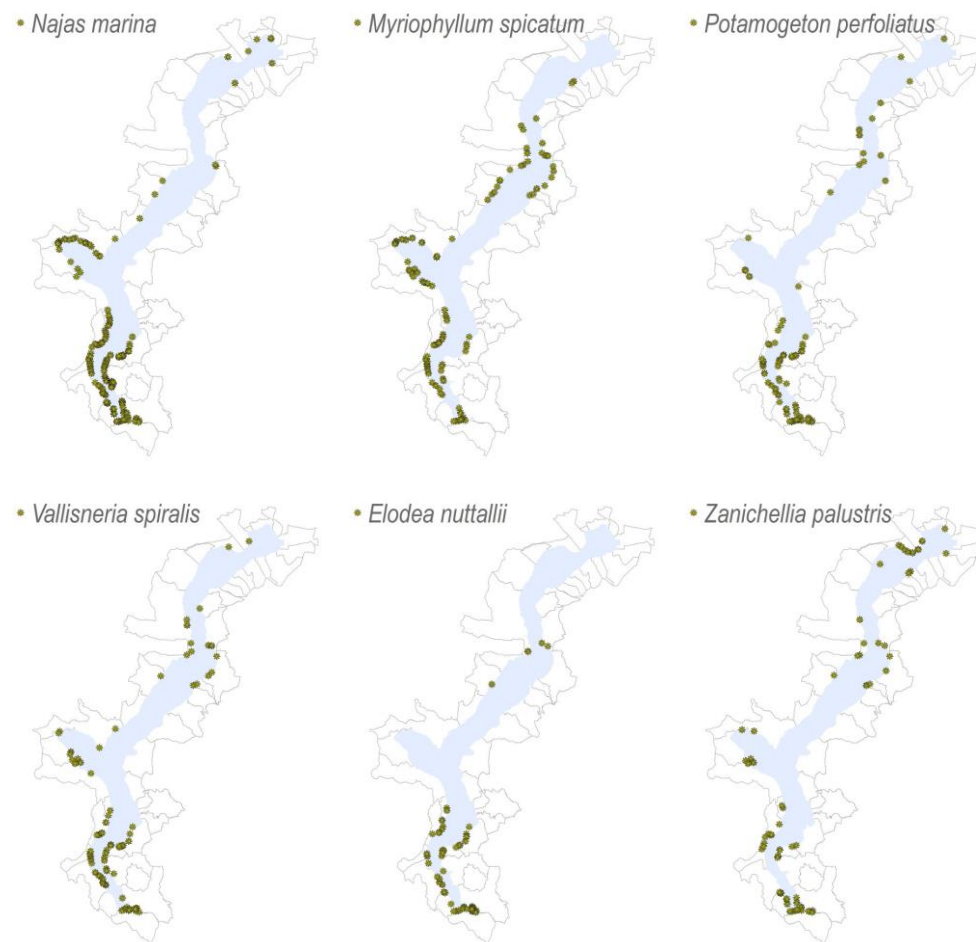 Najas marina
Myriophyllum spicatum
Potamogeton perfoliatus
Vallisneria spiralis
Elodea nuttallii
Zanichellia palustris